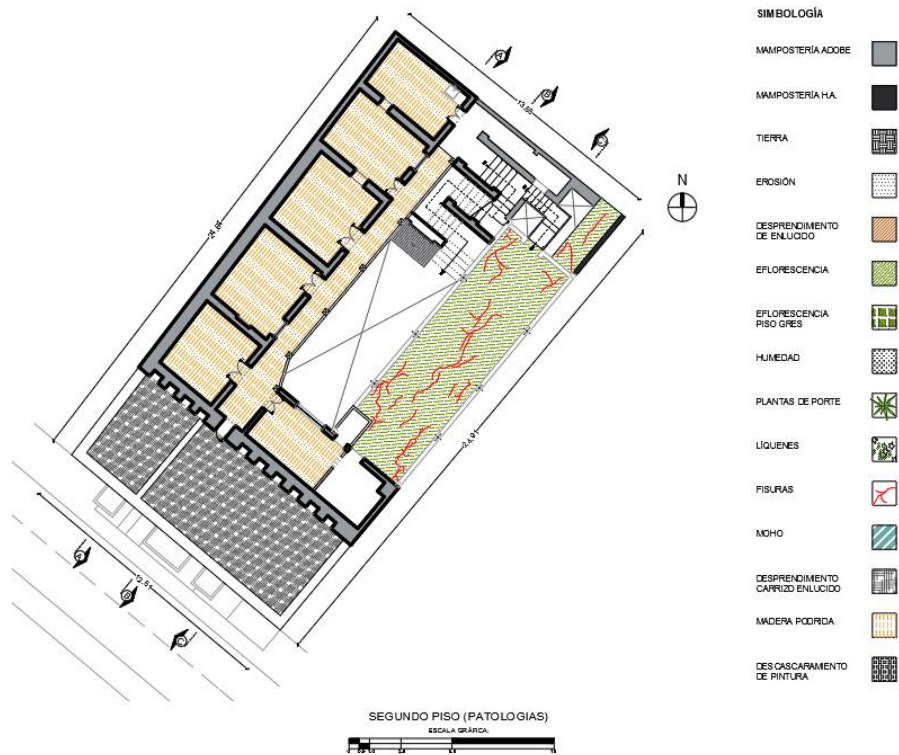 SIMBOLOGÍA
MAMPOSTERÍA ADOBE
MAMPOSTERÍA H.A.
TIERRA
EROSIÓN
DESPRENDIMIENTO
DE ENLUCIDO
EFLORESCENCIA
EFLORESCENCIA
PISO GRES
HUMEDAD
PLANTAS DE PORTE
LÍQUENES
FISURAS
MOHO
DESPRENDIMIENTO
CARRIZO ENLUCIDO
MADERA PODRIDA
DESCASCARAMIENTO
DE PINTURA
N
A
B
C
A
B
C
SEGUNDO PISO (PATOLOGIAS)
ESCALA GRÁFICA: